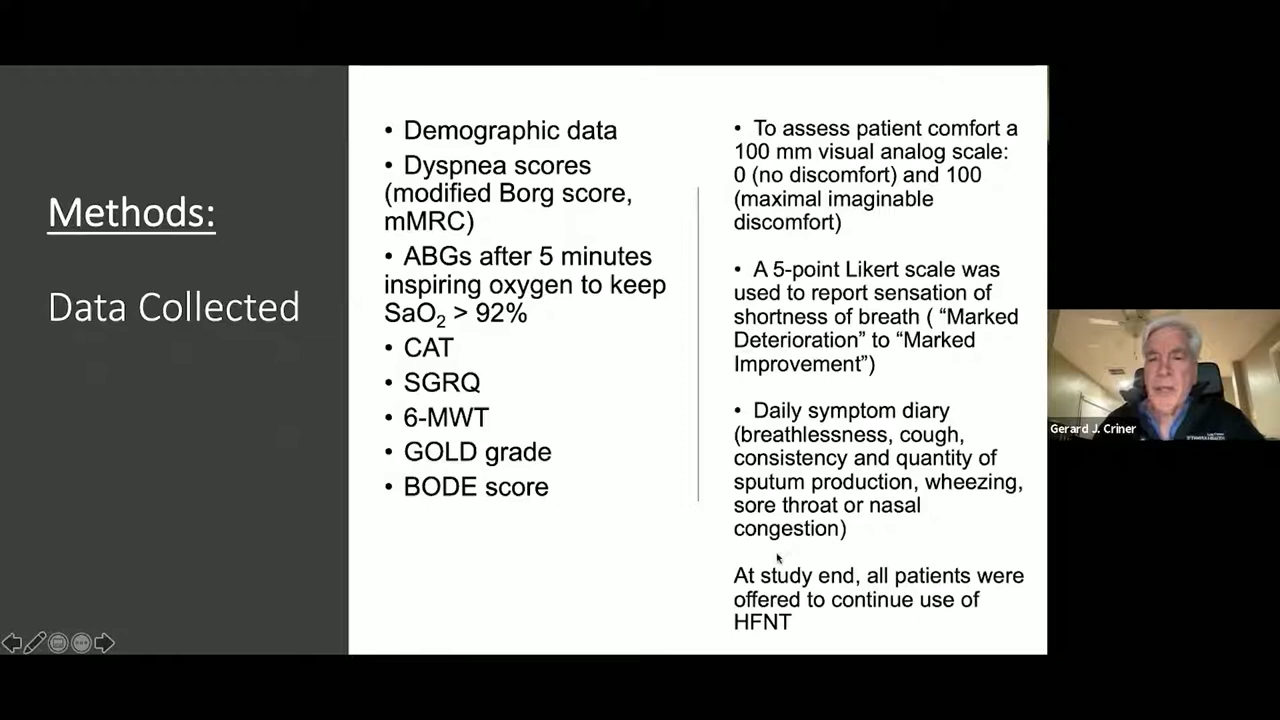 Methods:
Data Collected
• Demographic data
• Dyspnea scores
(modified Borg score,
mMRC)
• ABGs after 5 minutes
inspiring oxygen to keep
SaO₂ > 92%
• CAT
• SGRQ
• 6-MWT
• GOLD grade
• BODE score
• To assess patient comfort a
100 mm visual analog scale:
0 (no discomfort) and 100
(maximal imaginable
discomfort)
• A 5-point Likert scale was
used to report sensation of
shortness of breath ( “Marked
Deterioration” to “Marked
Improvement”)
• Daily symptom diary
(breathlessness, cough,
consistency and quantity of
sputum production, wheezing,
sore throat or nasal
congestion)
At study end, all patients were
offered to continue use of
HFNT
Gerard J. Criner